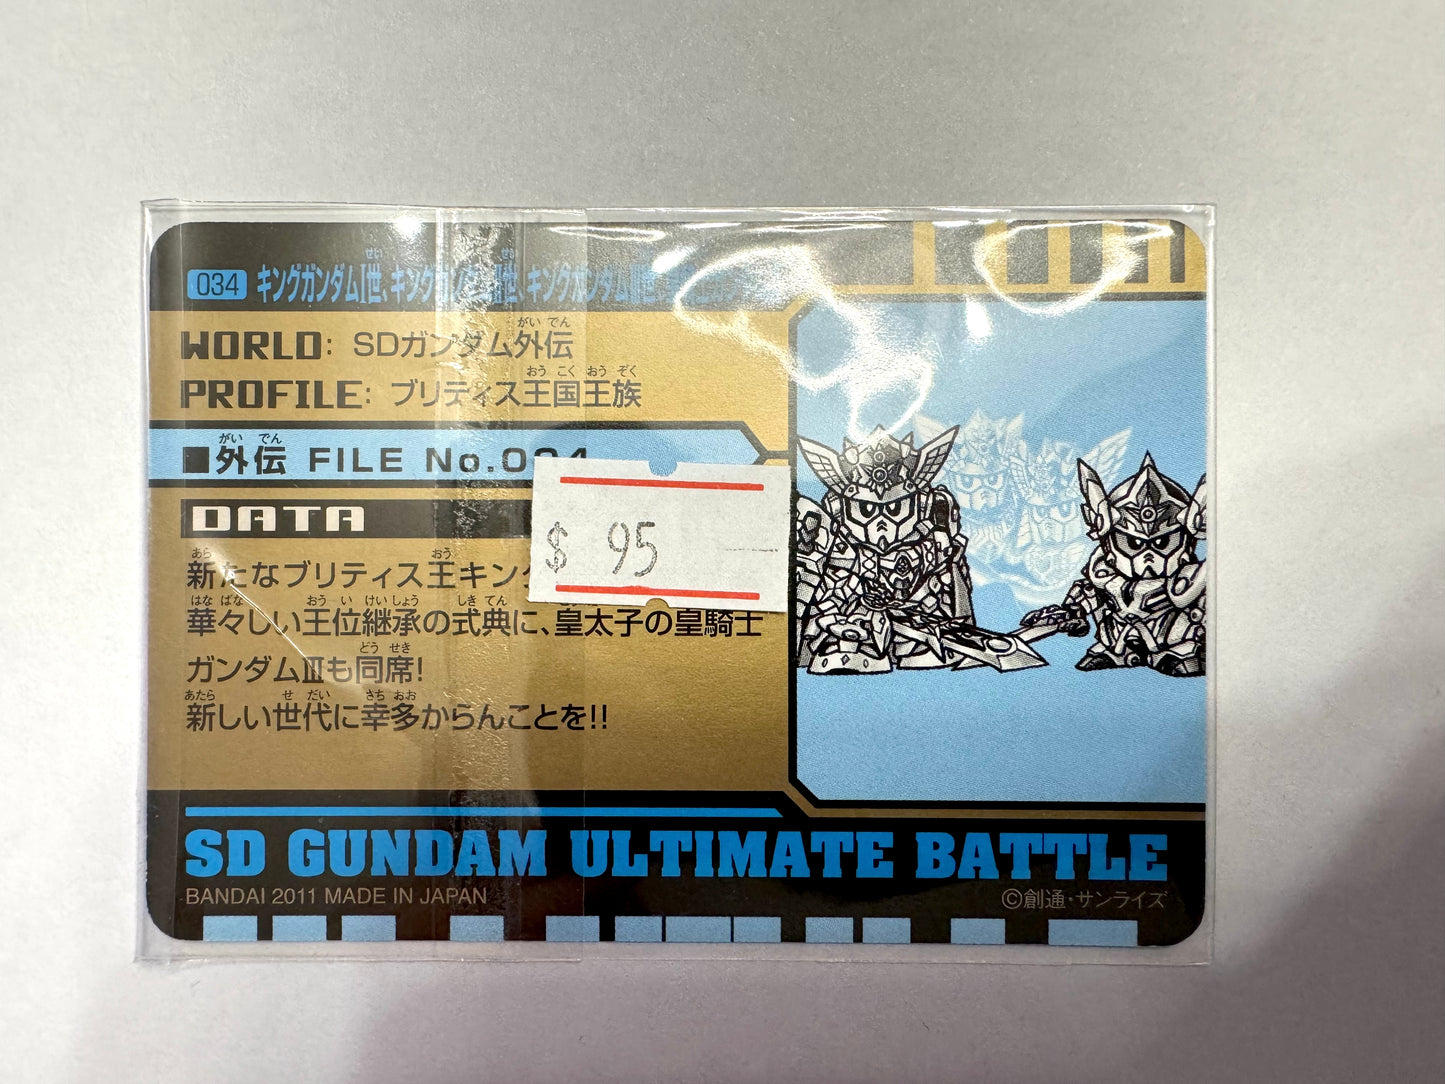 034 キングガンダムⅠ世、キングガンダムⅡ世、キングガンダムⅢ世
WORLD: SDガンダム外伝
PROFILE: ブリティス王国王族
■外伝 FILE No.
DATA
$ 95
新たなブリティス王キング
華々しい王位継承の式典に、皇太子の皇騎士
ガンダムⅢも同席!
新しい世代に幸多からんことを!!
SD GUNDAM ULTIMATE BATTLE
BANDAI 2011 MADE IN JAPAN
©創通・サンライズ